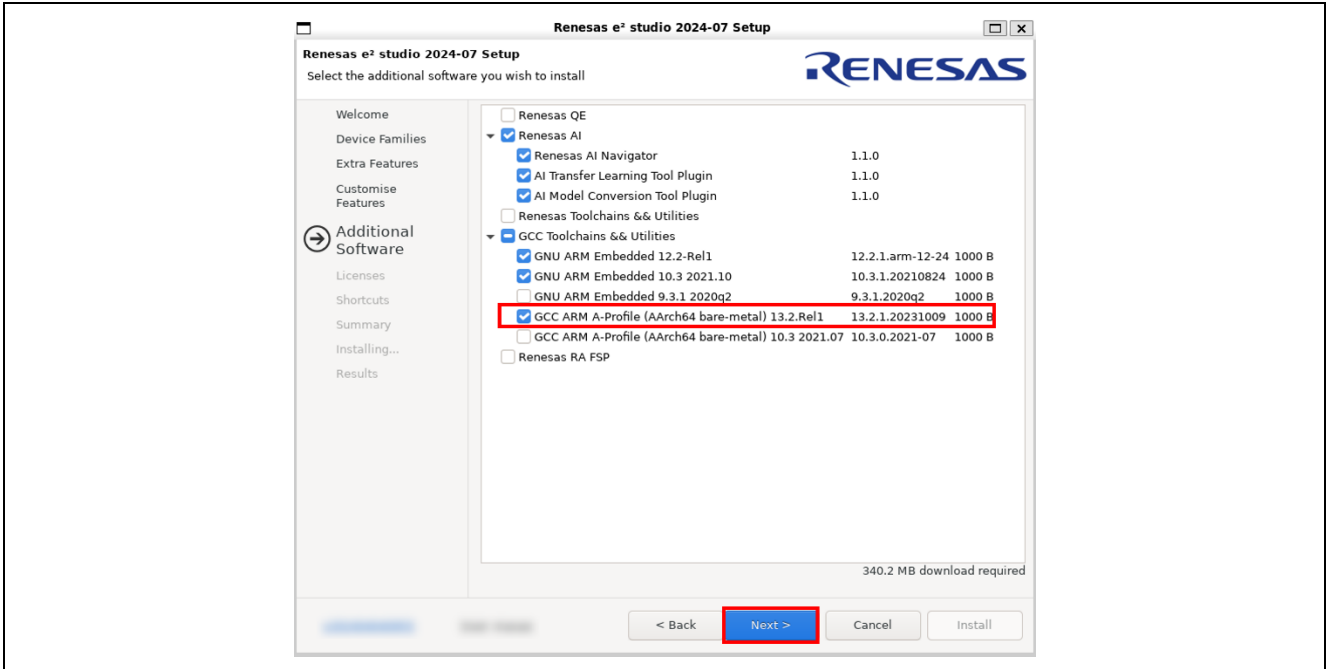 Renesas e² studio 2024-07 Setup
Renesas e² studio 2024-07 Setup
Select the additional software you wish to install
RENESAS
Welcome
Device Families
Extra Features
Customise
Features
Additional
Software
Licenses
Shortcuts
Summary
Installing...
Results
Renesas QE
Renesas AI
Renesas AI Navigator 1.1.0
AI Transfer Learning Tool Plugin 1.1.0
AI Model Conversion Tool Plugin 1.1.0
Renesas Toolchains && Utilities
GCC Toolchains && Utilities
GNU ARM Embedded 12.2-Rel1 12.2.1.arm-12-24 1000 B
GNU ARM Embedded 10.3 2021.10 10.3.1.20210824 1000 B
GNU ARM Embedded 9.3.1 2020q2 9.3.1.2020q2 1000 B
GCC ARM A-Profile (AArch64 bare-metal) 13.2.Rel1 13.2.1.20231009 1000 B
GCC ARM A-Profile (AArch64 bare-metal) 10.3 2021.07 10.3.0.2021-07 1000 B
Renesas RA FSP
340.2 MB download required
< Back Next > Cancel Install